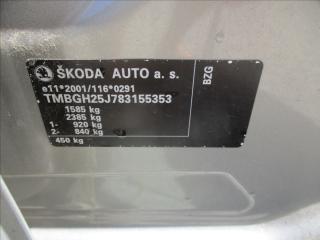 ŠKODA AUTO a. s.
e11*2001/116*0291
TMBGH25J783155353
1585 kg
2385 kg
1- 920 kg
2- 840 kg
450 kg
BZG